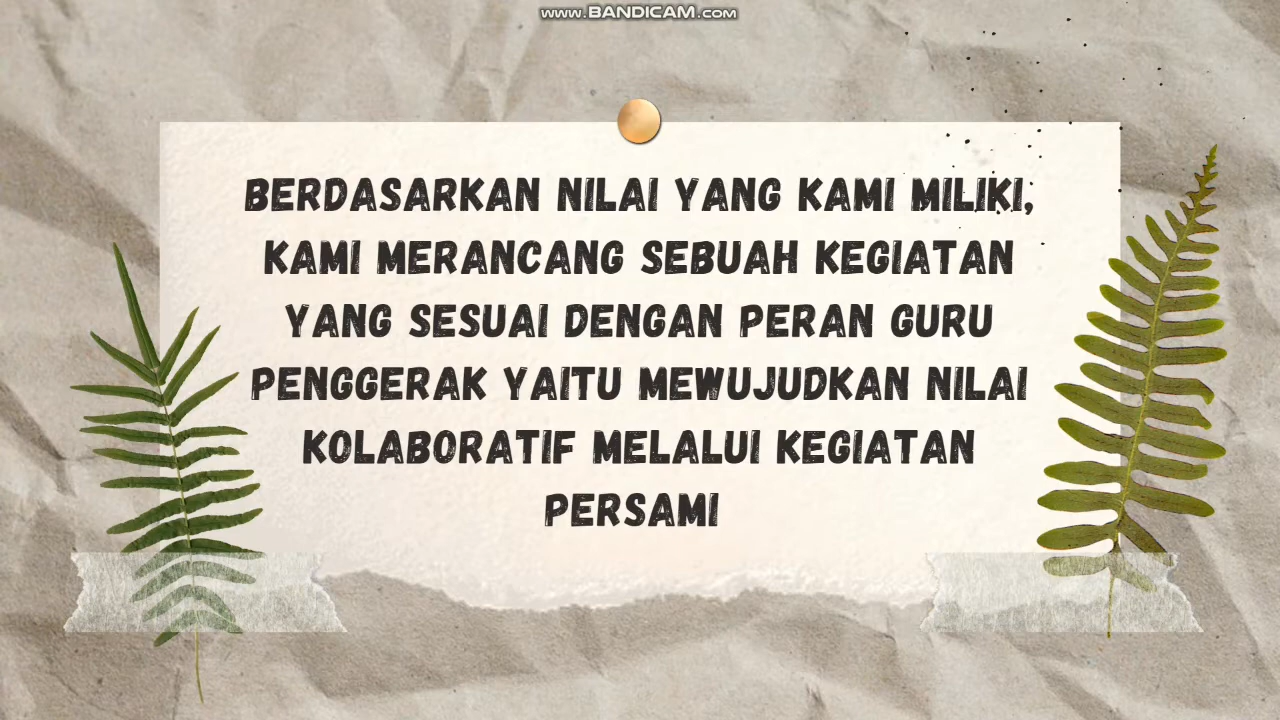 WWW.BANDICAM.COM
BERDASARKAN NILAI YANG KAMI MILIKI,
KAMI MERANCANG SEBUAH KEGIATAN
YANG SESUAI DENGAN PERAN GURU
PENGGERAK YAITU MEWUJUDKAN NILAI
KOLABORATIF MELALUI KEGIATAN
PERSAMI